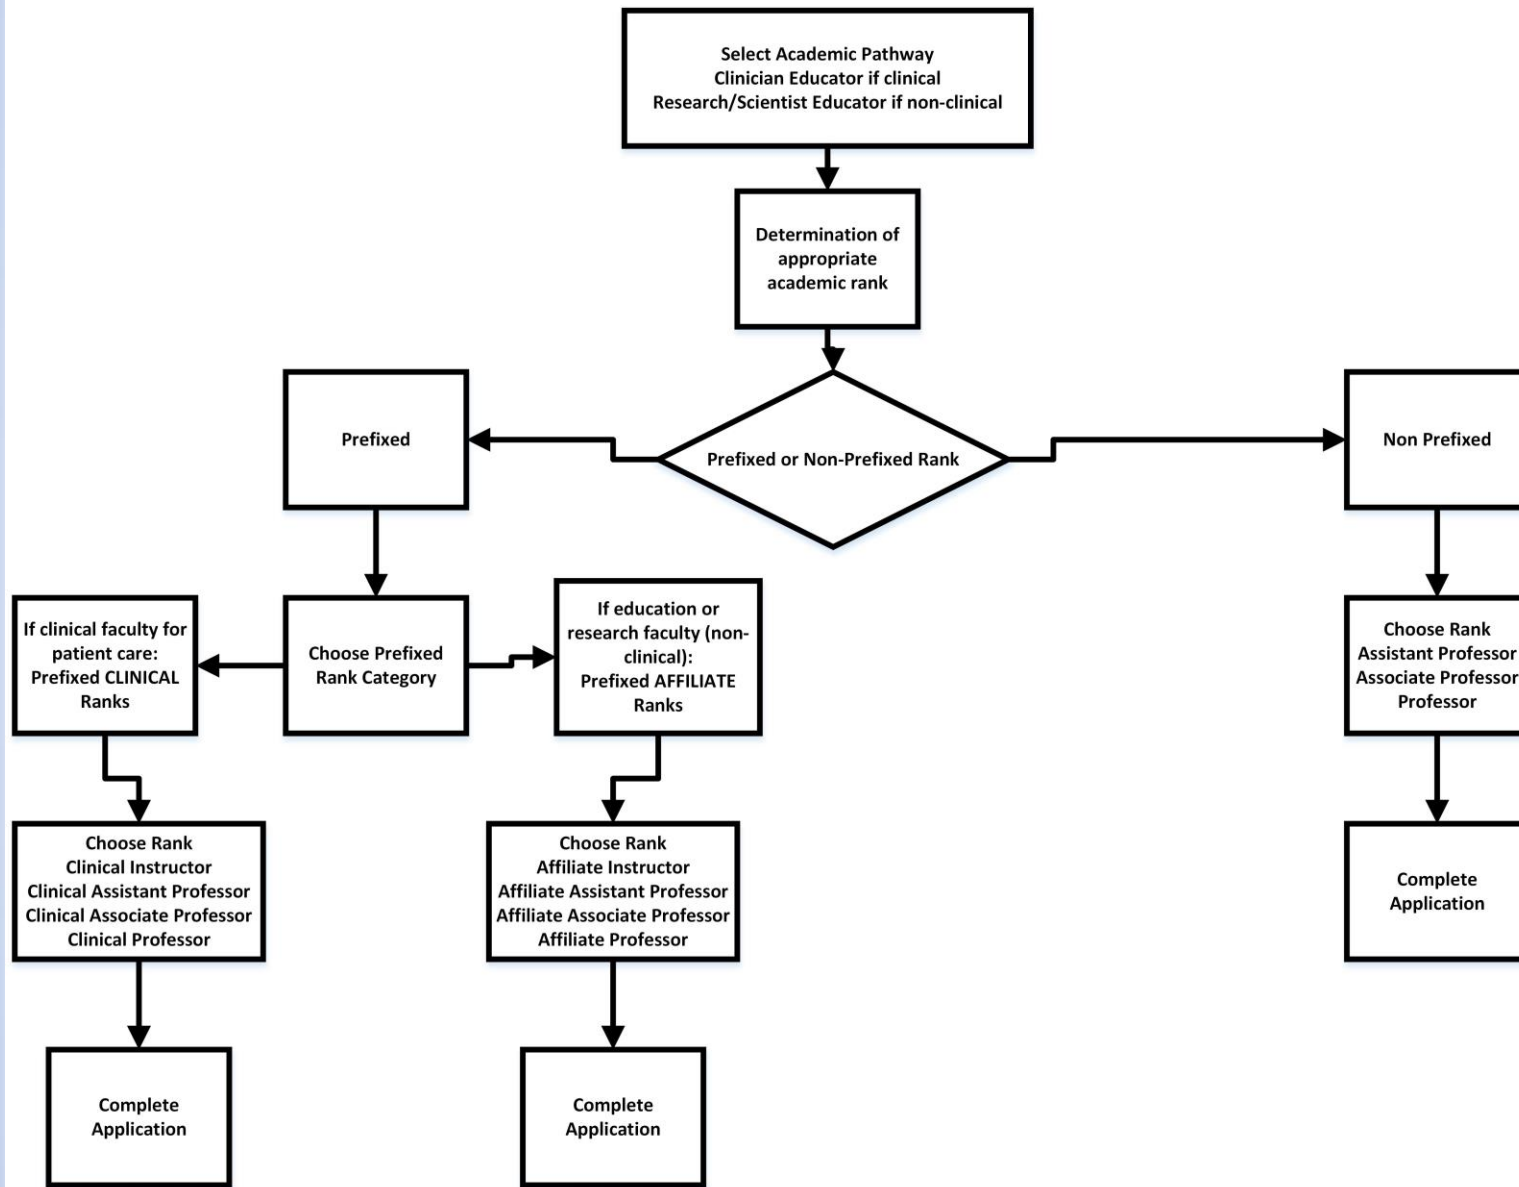 Select Academic Pathway
Clinician Educator if clinical
Research/Scientist Educator if non-clinical
Determination of
appropriate
academic rank
Prefixed
Prefixed or Non-Prefixed Rank
Non Prefixed
If clinical faculty for
patient care:
Prefixed CLINICAL
Ranks
Choose Prefixed
Rank Category
If education or
research faculty (non-
clinical):
Prefixed AFFILIATE
Ranks
Choose Rank
Assistant Professor
Associate Professor
Professor
Choose Rank
Clinical Instructor
Clinical Assistant Professor
Clinical Associate Professor
Clinical Professor
Choose Rank
Affiliate Instructor
Affiliate Assistant Professor
Affiliate Associate Professor
Affiliate Professor
Complete
Application
Complete
Application
Complete
Application